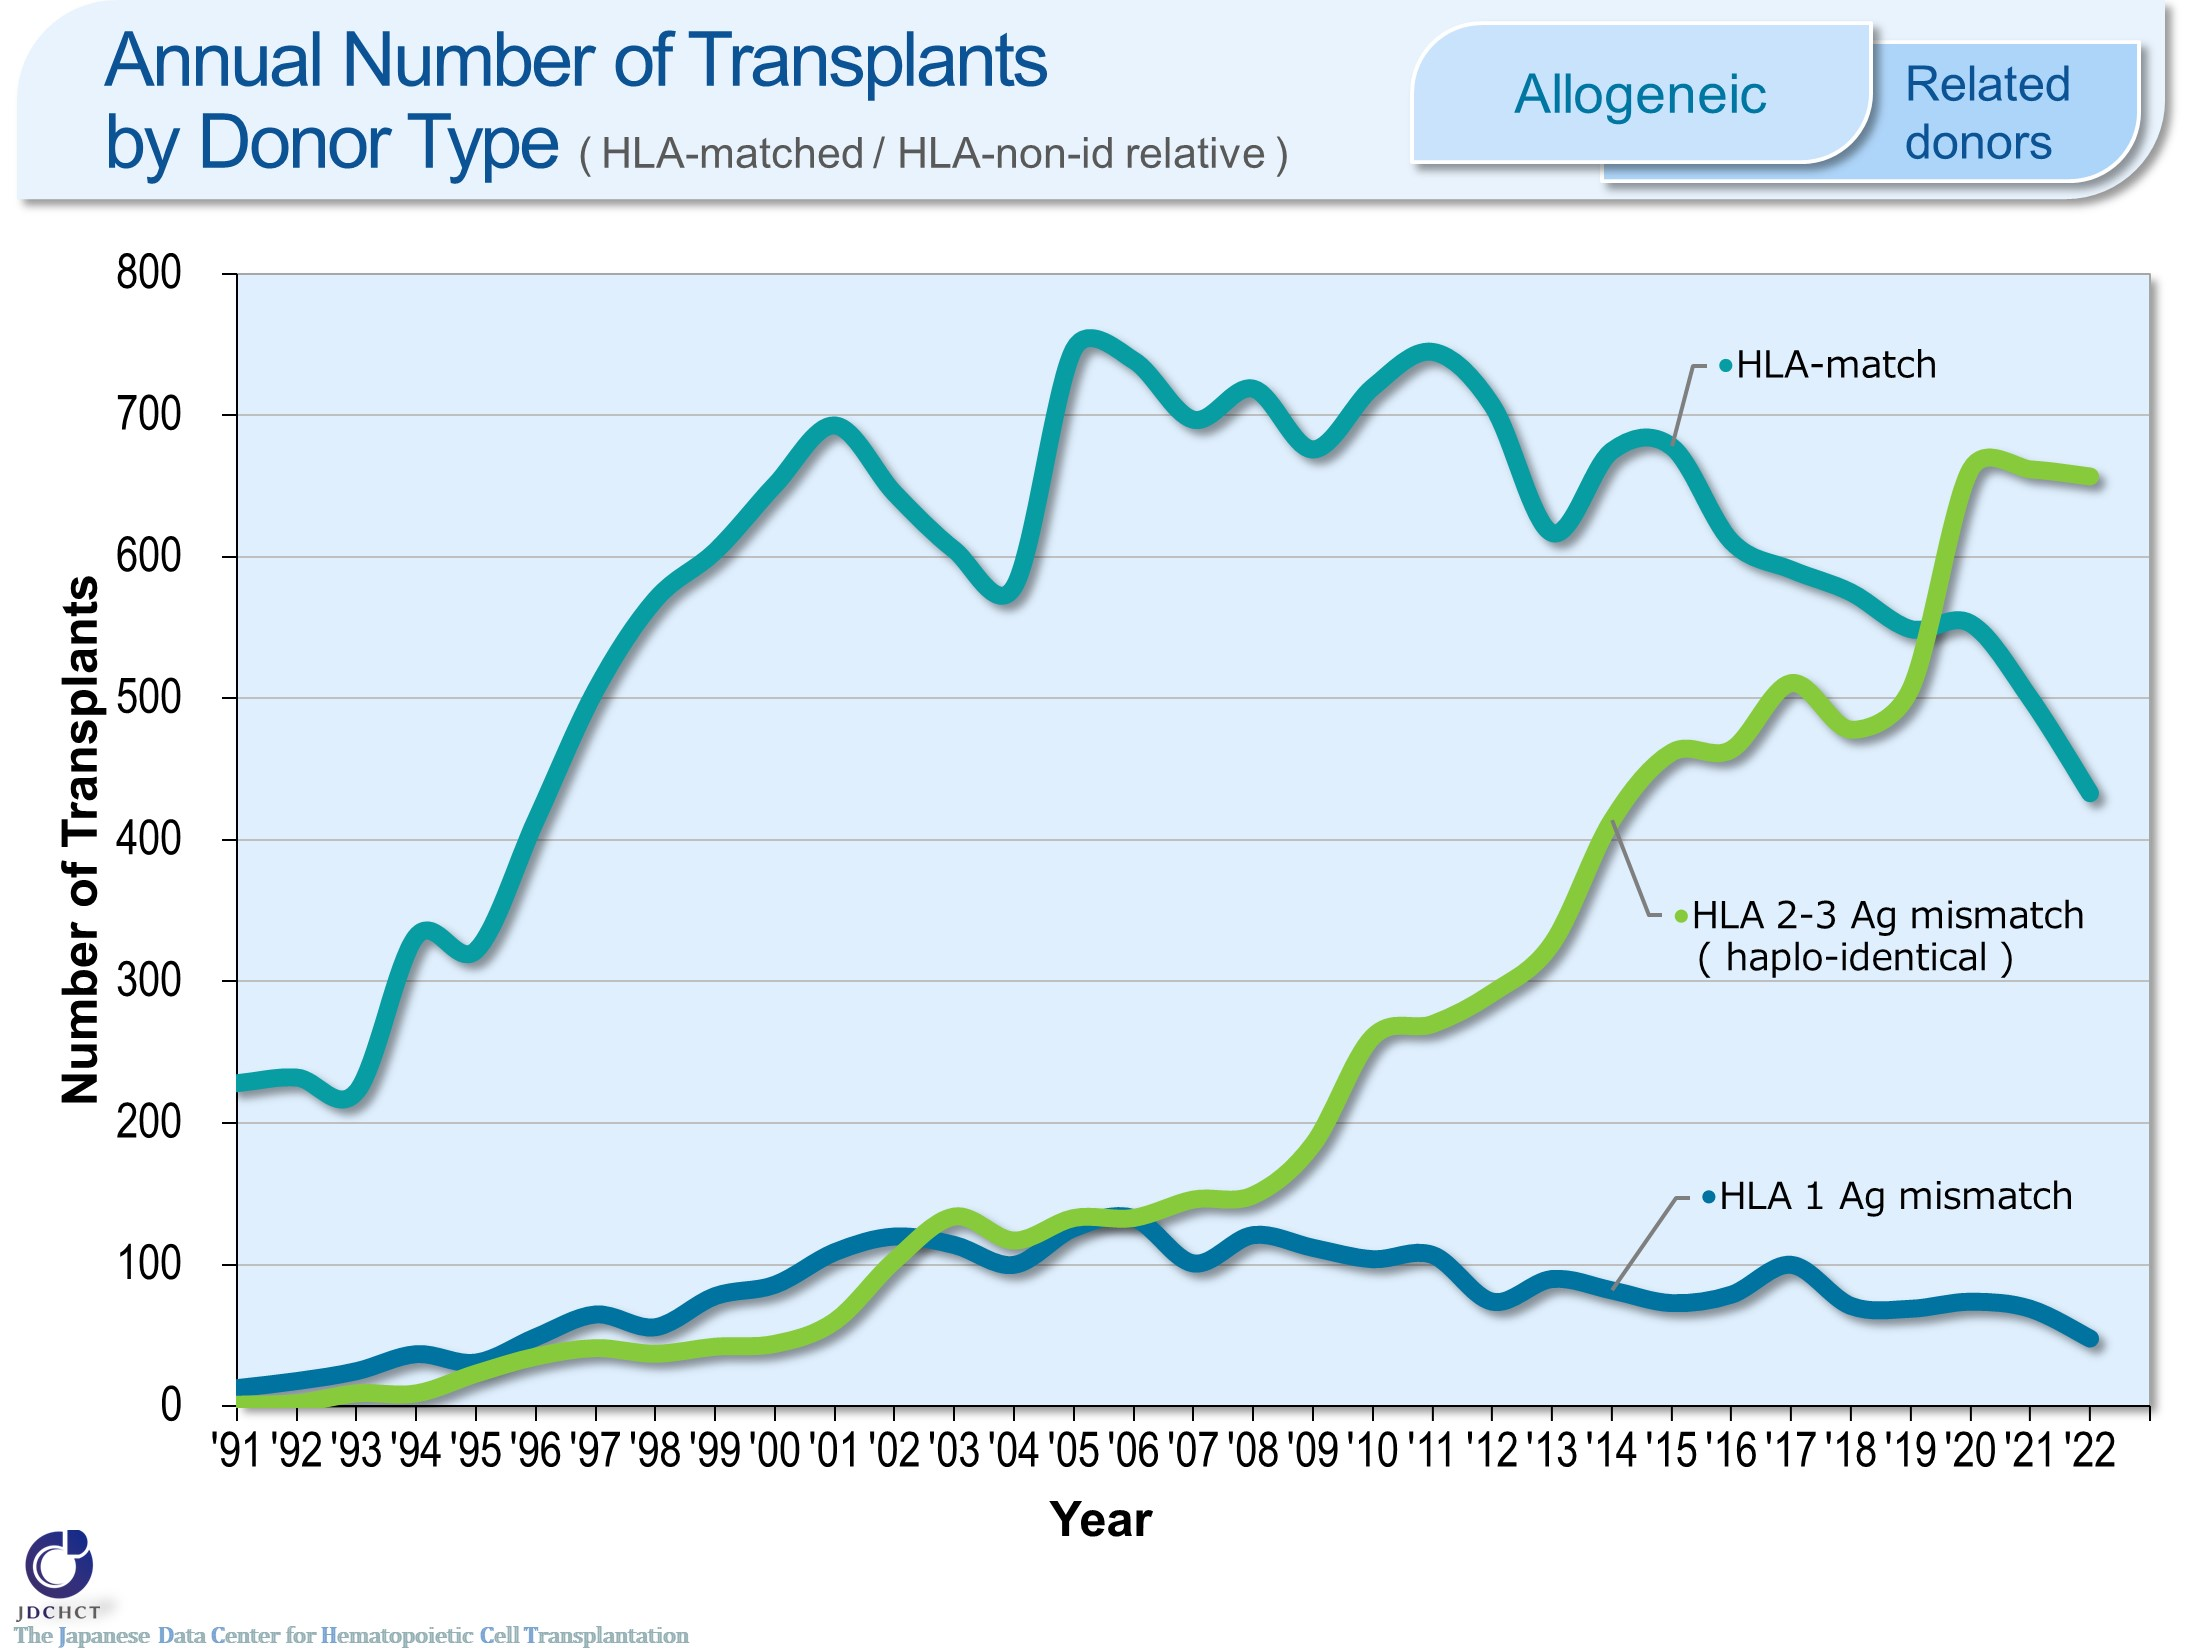 Annual Number of Transplants
by Donor Type ( HLA-matched / HLA-non-id relative )
Allogeneic
Related
donors
800
700
600
500
400
300
200
100
0
Number of Transplants
•HLA-match
•HLA 2-3 Ag mismatch
( haplo-identical )
•HLA 1 Ag mismatch
'91 '92 '93 '94 '95 '96 '97 '98 '99 '00 '01 '02 '03 '04 '05 '06 '07 '08 '09 '10 '11 '12 '13 '14 '15 '16 '17 '18 '19 '20 '21 '22
Year
JDCHCT
The Japanese Data Center for Hematopoietic Cell Transplantation